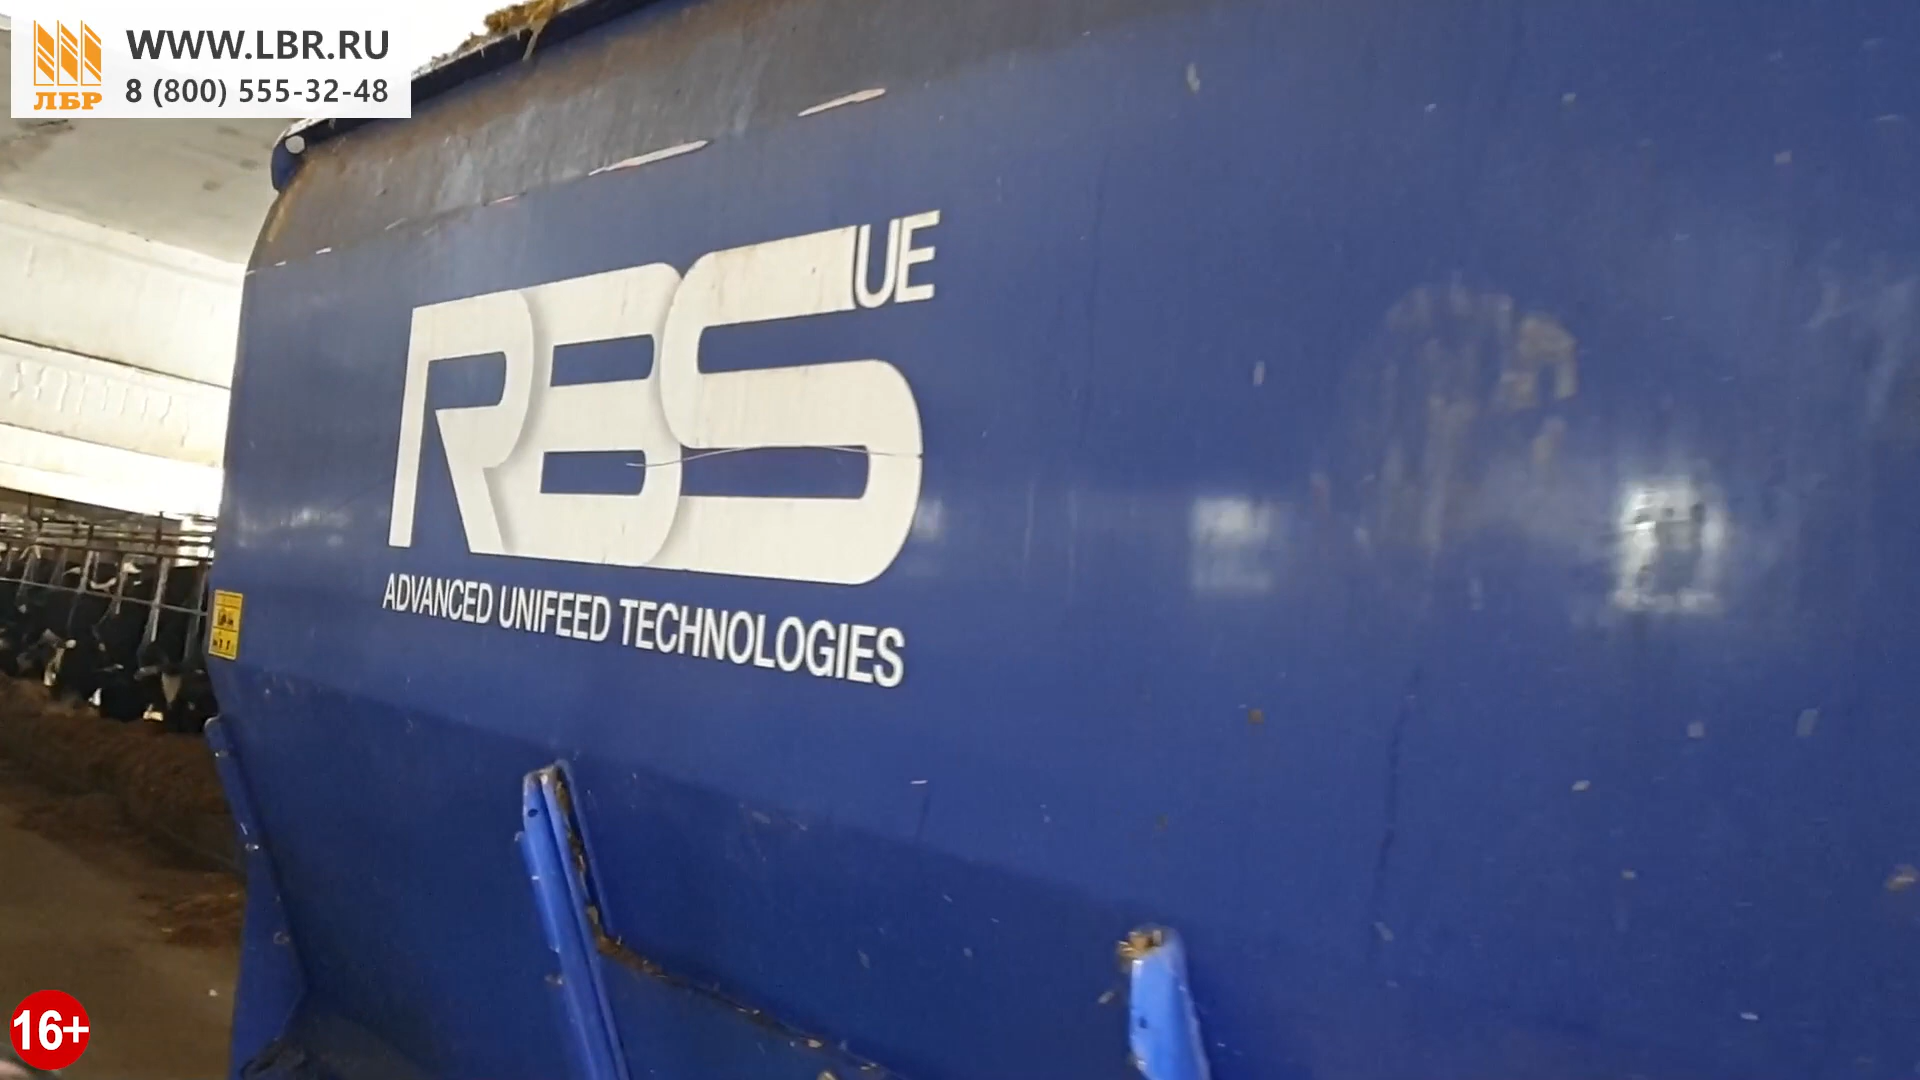 WWW.LBR.RU
ЛБР
8 (800) 555-32-48
RBS UE
ADVANCED UNIFEED TECHNOLOGIES
16+